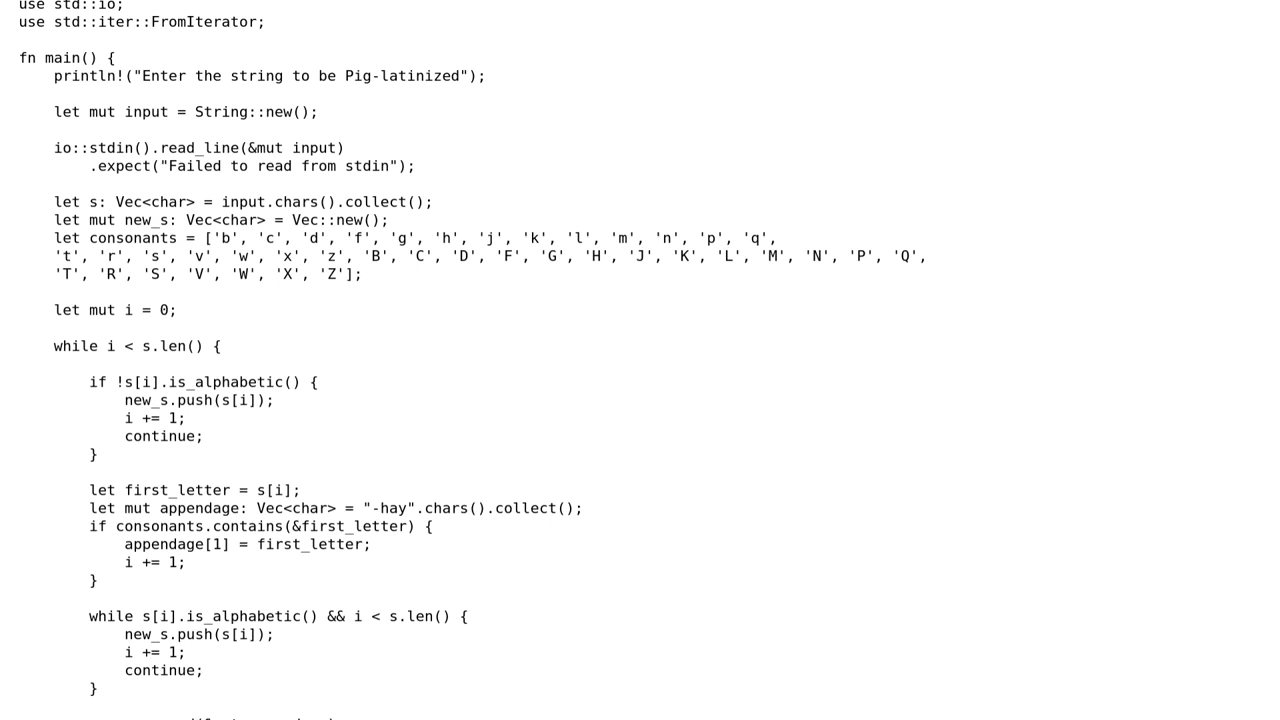 use std::io;
use std::iter::FromIterator;

fn main() {
    println!("Enter the string to be Pig-latinized");

    let mut input = String::new();

    io::stdin().read_line(&mut input)
        .expect("Failed to read from stdin");

    let s: Vec<char> = input.chars().collect();
    let mut new_s: Vec<char> = Vec::new();
    let consonants = ['b', 'c', 'd', 'f', 'g', 'h', 'j', 'k', 'l', 'm', 'n', 'p', 'q',
    't', 'r', 's', 'v', 'w', 'x', 'z', 'B', 'C', 'D', 'F', 'G', 'H', 'J', 'K', 'L', 'M', 'N', 'P', 'Q',
    'T', 'R', 'S', 'V', 'W', 'X', 'Z'];

    let mut i = 0;

    while i < s.len() {

        if !s[i].is_alphabetic() {
            new_s.push(s[i]);
            i += 1;
            continue;
        }

        let first_letter = s[i];
        let mut appendage: Vec<char> = "-hay".chars().collect();
        if consonants.contains(&first_letter) {
            appendage[1] = first_letter;
            i += 1;
        }

        while s[i].is_alphabetic() && i < s.len() {
            new_s.push(s[i]);
            i += 1;
            continue;
        }